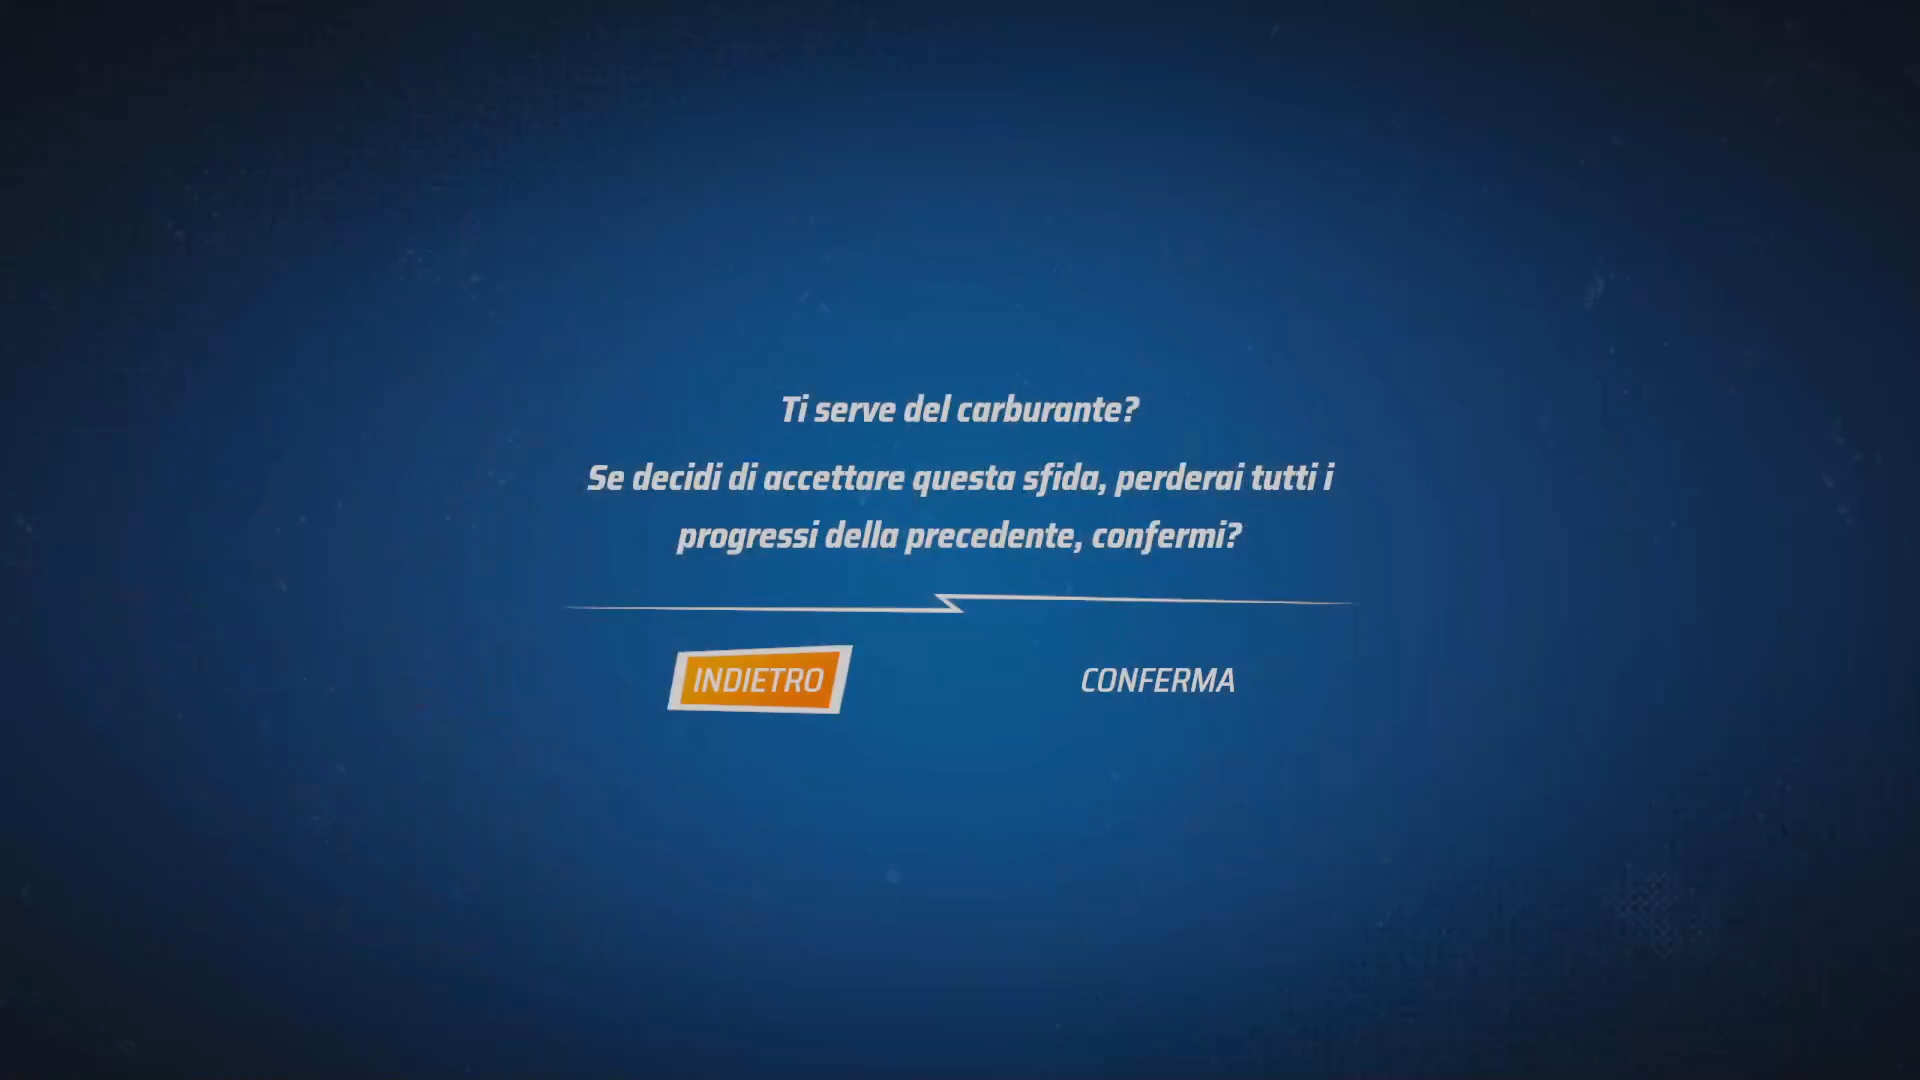 Ti serve del carburante?
Se decidi di accettare questa sfida, perderai tutti i
progressi della precedente, confermi?
INDIETRO
CONFERMA